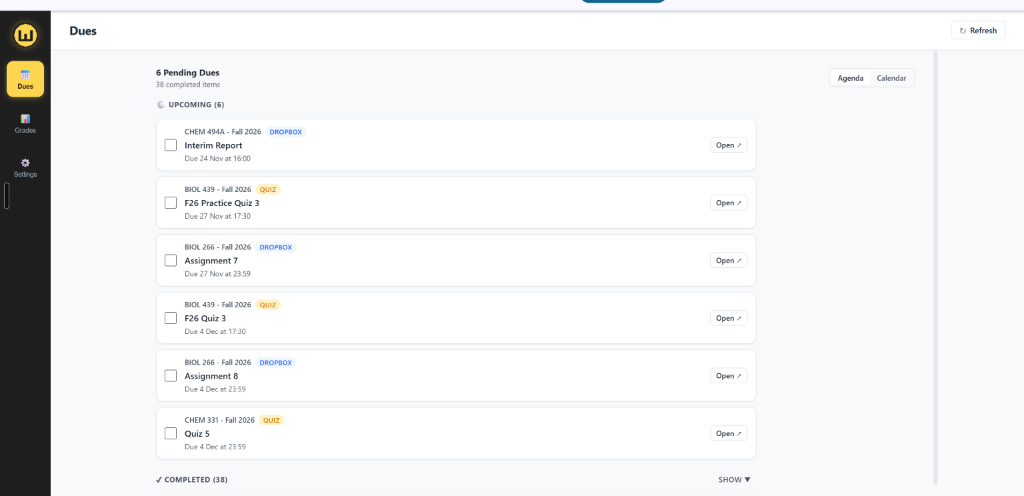 Dues
↻ Refresh
W
Dues
Grades
Settings
6 Pending Dues
38 completed items
Agenda
Calendar
UPCOMING (6)
CHEM 494A - Fall 2026 DROPBOX
Interim Report
Due 24 Nov at 16:00
Open ↗
BIOL 439 - Fall 2026 QUIZ
F26 Practice Quiz 3
Due 27 Nov at 17:30
Open ↗
BIOL 266 - Fall 2026 DROPBOX
Assignment 7
Due 27 Nov at 23:59
Open ↗
BIOL 439 - Fall 2026 QUIZ
F26 Quiz 3
Due 4 Dec at 17:30
Open ↗
BIOL 266 - Fall 2026 DROPBOX
Assignment 8
Due 4 Dec at 23:59
Open ↗
CHEM 331 - Fall 2026 QUIZ
Quiz 5
Due 4 Dec at 23:59
Open ↗
✓ COMPLETED (38)
SHOW ▼